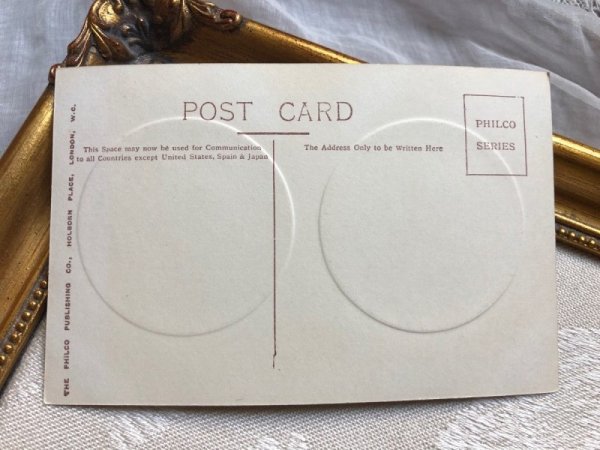 POST CARD
PHILCO
SERIES
This Space may now be used for Communication
to all Countries except United States, Spain & Japan
The Address Only to be Written Here
THE PHILCO PUBLISHING CO., HOLBORN PLACE, LONDON, W.C.